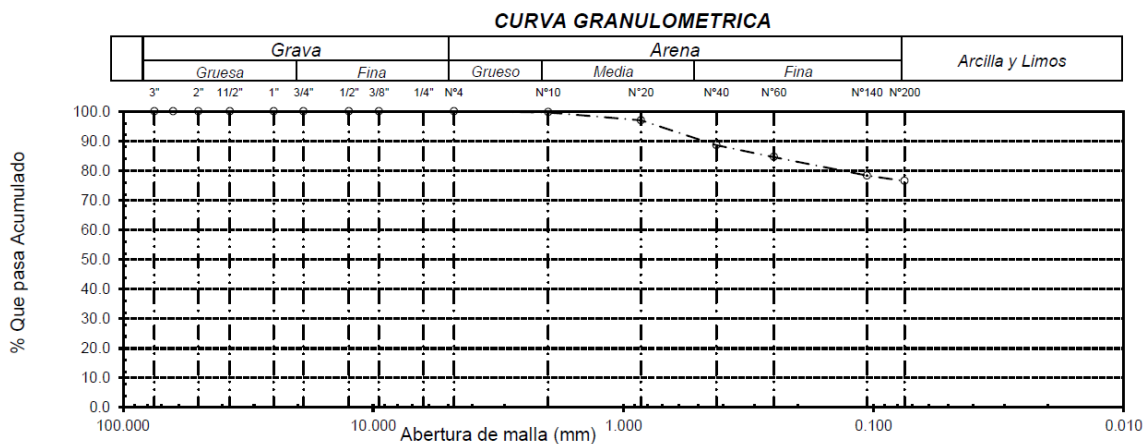 CURVA GRANULOMETRICA
Grava Arena Arcilla y Limos
Gruesa Fina Grueso Media Fina
3" 2" 11/2" 1" 3/4" 1/2" 3/8" 1/4" N°4 N°10 N°20 N°40 N°60 N°140 N°200
100.0
90.0
80.0
70.0
60.0
50.0
40.0
30.0
20.0
10.0
0.0
% Que pasa Acumulado
100.000 10.000 1.000 0.100 0.010
Abertura de malla (mm)